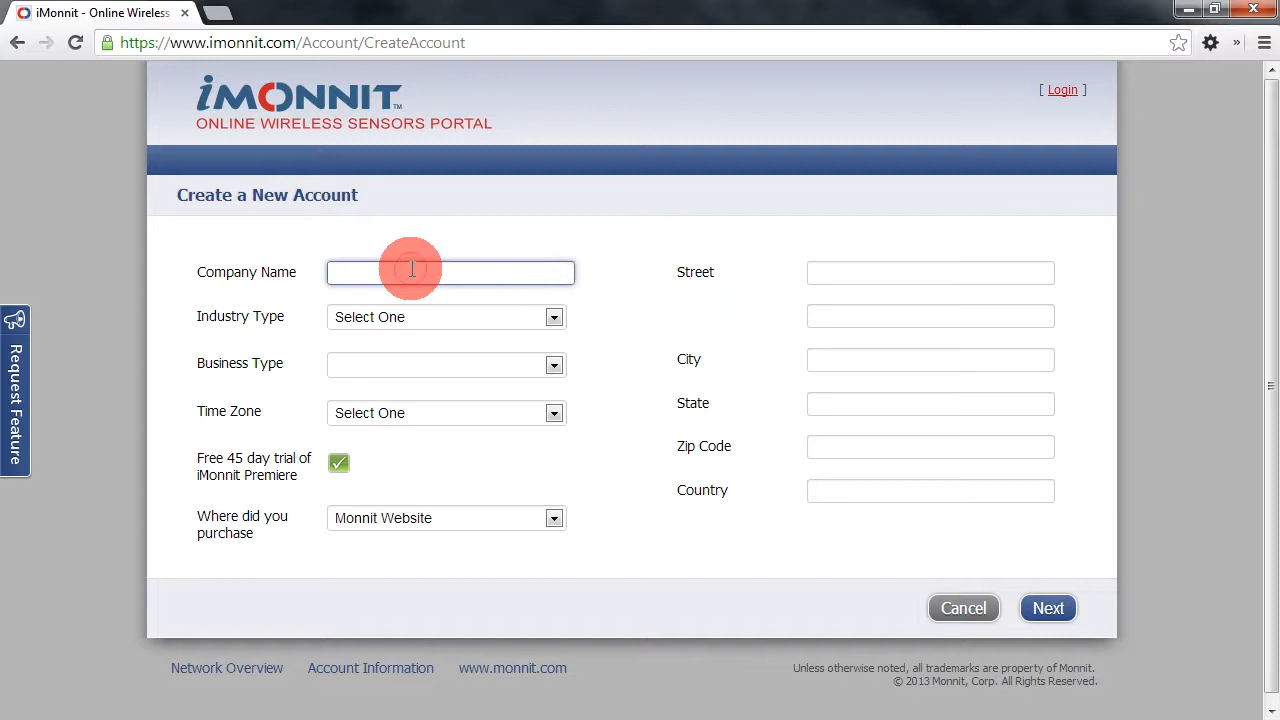 iMonnit - Online Wireless
https://www.imonnit.com/Account/CreateAccount
iMONNIT™
ONLINE WIRELESS SENSORS PORTAL
[ Login ]
Create a New Account
Company Name
Industry Type
Select One
Business Type
Time Zone
Select One
Free 45 day trial of
iMonnit Premiere
Where did you
purchase
Monnit Website
Street
City
State
Zip Code
Country
Request Feature
Cancel
Next
Network Overview
Account Information
www.monnit.com
Unless otherwise noted, all trademarks are property of Monnit.
© 2013 Monnit, Corp. All Rights Reserved.